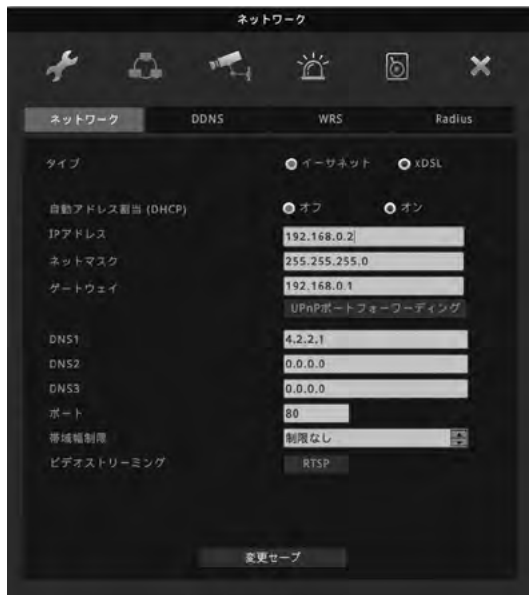 ネットワーク
ネットワーク DDNS WRS Radius
タイプ イーサネット xDSL
自動アドレス割当 (DHCP) オフ オン
IPアドレス 192.168.0.2
ネットマスク 255.255.255.0
ゲートウェイ 192.168.0.1
UPnPポートフォーワーディング
DNS1 4.2.2.1
DNS2 0.0.0.0
DNS3 0.0.0.0
ポート 80
帯域幅制限 制限なし
ビデオストリーミング RTSP
変更セーブ